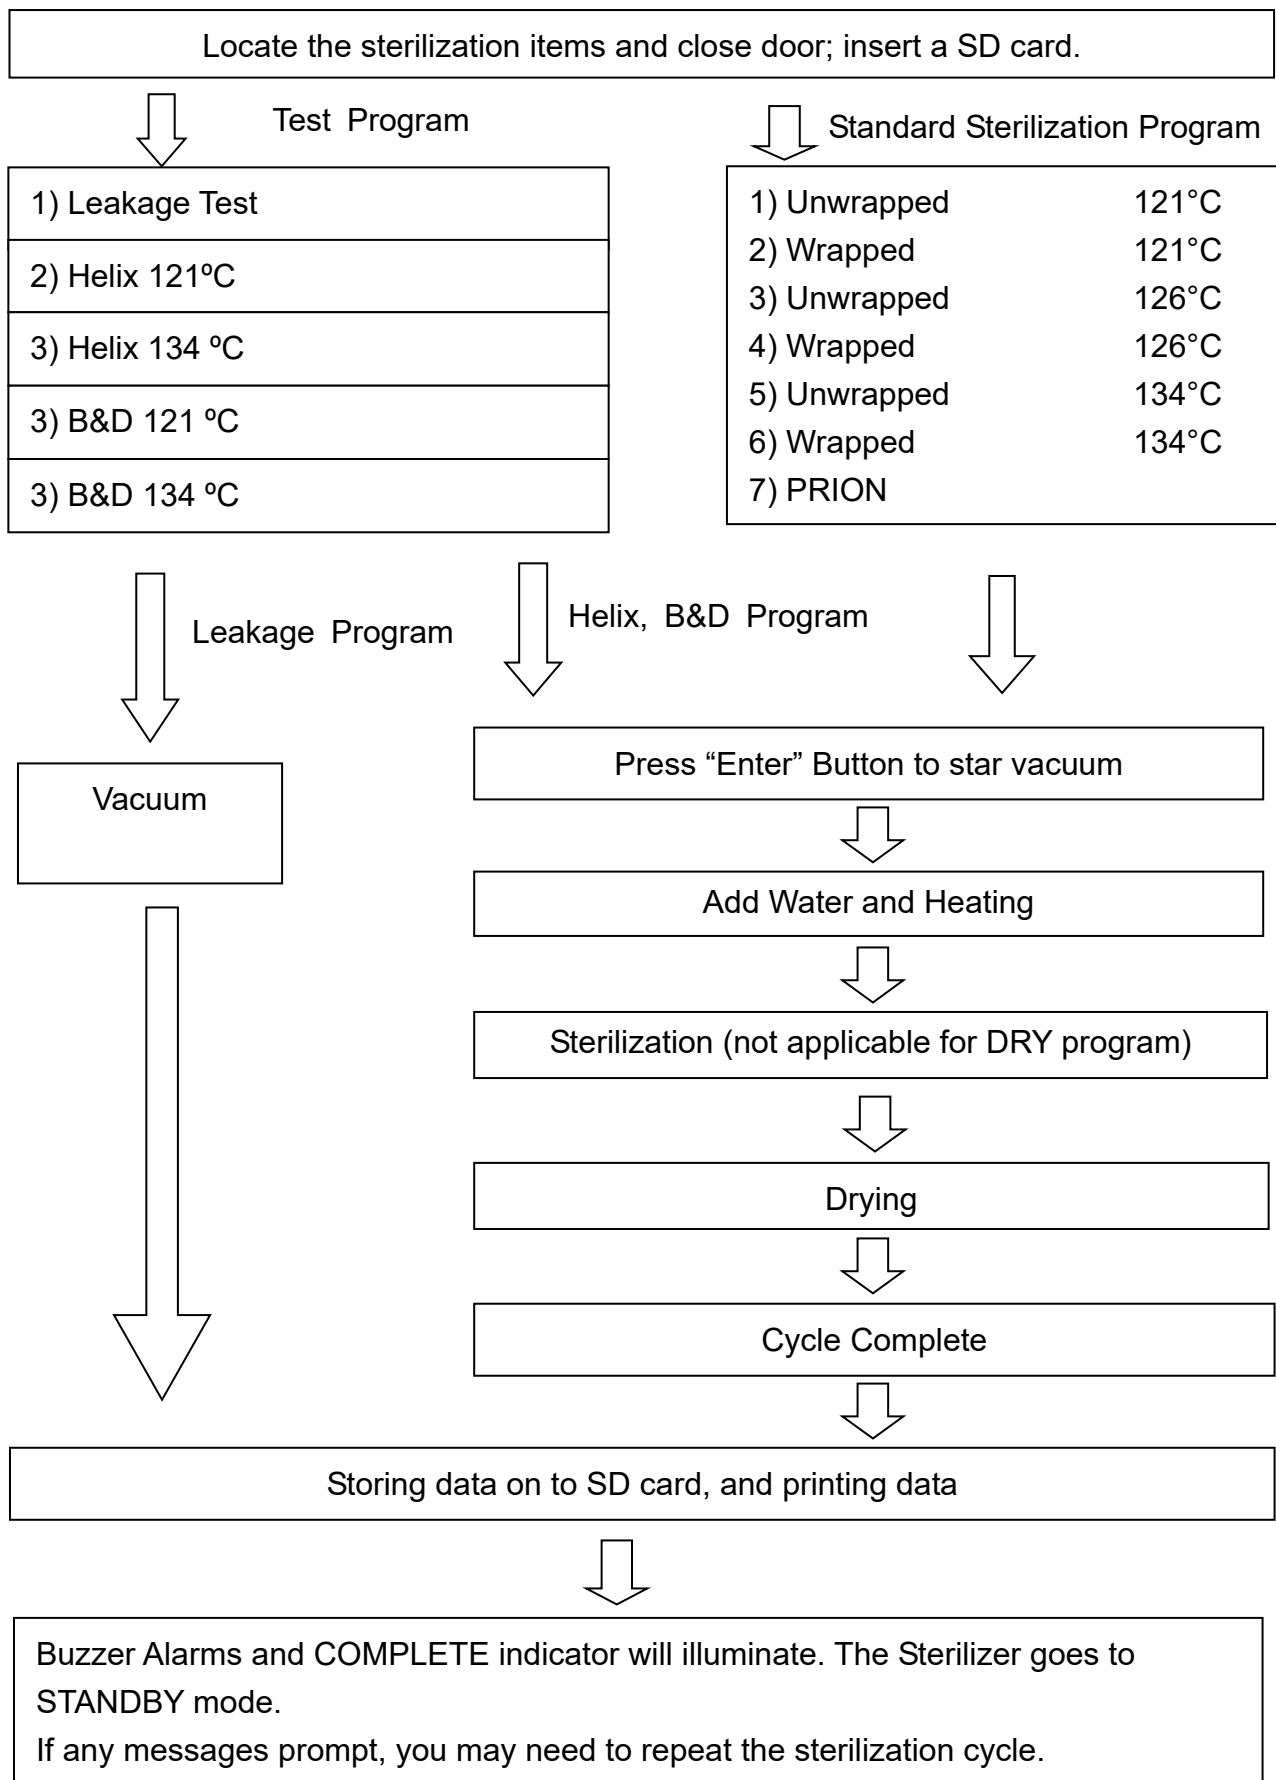 Locate the sterilization items and close door; insert a SD card.
Test Program
Standard Sterilization Program
1) Leakage Test
2) Helix 121ºC
3) Helix 134 ºC
3) B&D 121 ºC
3) B&D 134 ºC
1) Unwrapped 121°C
2) Wrapped 121°C
3) Unwrapped 126°C
4) Wrapped 126°C
5) Unwrapped 134°C
6) Wrapped 134°C
7) PRION
Leakage Program
Helix, B&D Program
Vacuum
Press “Enter” Button to star vacuum
Add Water and Heating
Sterilization (not applicable for DRY program)
Drying
Cycle Complete
Storing data on to SD card, and printing data
Buzzer Alarms and COMPLETE indicator will illuminate. The Sterilizer goes to
STANDBY mode.
If any messages prompt, you may need to repeat the sterilization cycle.